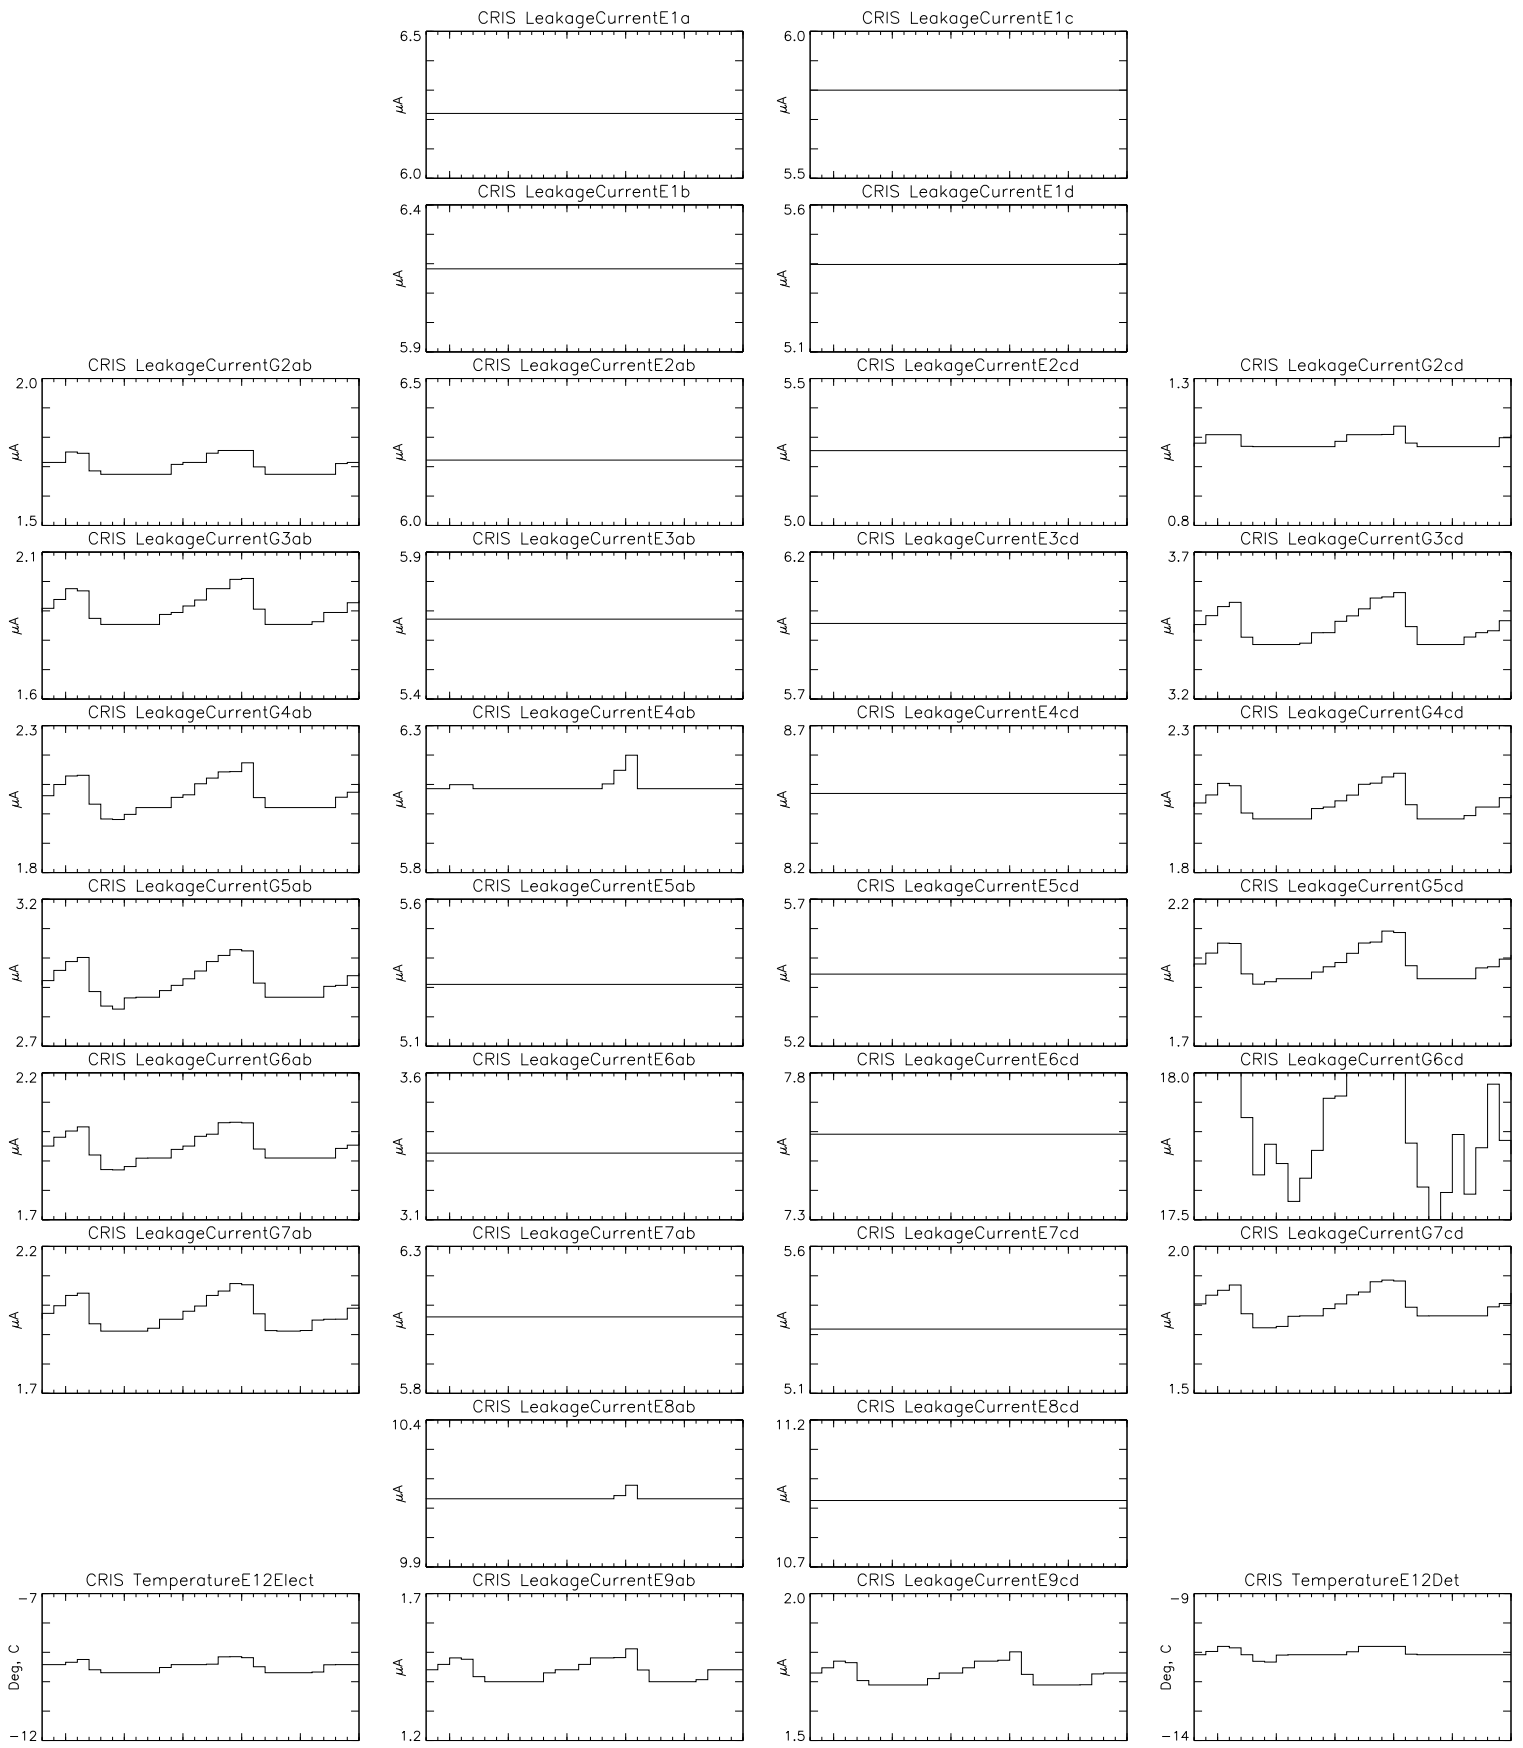 CRIS LeakageCurrentE1a
6.5
μA
6.0
CRIS LeakageCurrentE1c
6.0
μA
5.5
CRIS LeakageCurrentE1b
6.4
μA
5.9
CRIS LeakageCurrentE1d
5.6
μA
5.1
CRIS LeakageCurrentG2ab
2.0
μA
1.5
CRIS LeakageCurrentE2ab
6.5
μA
6.0
CRIS LeakageCurrentE2cd
5.5
μA
5.0
CRIS LeakageCurrentG2cd
1.3
μA
0.8
CRIS LeakageCurrentG3ab
2.1
μA
1.6
CRIS LeakageCurrentE3ab
5.9
μA
5.4
CRIS LeakageCurrentE3cd
6.2
μA
5.7
CRIS LeakageCurrentG3cd
3.7
μA
3.2
CRIS LeakageCurrentG4ab
2.3
μA
1.8
CRIS LeakageCurrentE4ab
6.3
μA
5.8
CRIS LeakageCurrentE4cd
8.7
μA
8.2
CRIS LeakageCurrentG4cd
2.3
μA
1.8
CRIS LeakageCurrentG5ab
3.2
μA
2.7
CRIS LeakageCurrentE5ab
5.6
μA
5.1
CRIS LeakageCurrentE5cd
5.7
μA
5.2
CRIS LeakageCurrentG5cd
2.2
μA
1.7
CRIS LeakageCurrentG6ab
2.2
μA
1.7
CRIS LeakageCurrentE6ab
3.6
μA
3.1
CRIS LeakageCurrentE6cd
7.8
μA
7.3
CRIS LeakageCurrentG6cd
18.0
μA
17.5
CRIS LeakageCurrentG7ab
2.2
μA
1.7
CRIS LeakageCurrentE7ab
6.3
μA
5.8
CRIS LeakageCurrentE7cd
5.6
μA
5.1
CRIS LeakageCurrentG7cd
2.0
μA
1.5
CRIS LeakageCurrentE8ab
10.4
μA
9.9
CRIS LeakageCurrentE8cd
11.2
μA
10.7
CRIS TemperatureE12Elect
-7
Deg, C
-12
CRIS LeakageCurrentE9ab
1.7
μA
1.2
CRIS LeakageCurrentE9cd
2.0
μA
1.5
CRIS TemperatureE12Det
-9
Deg, C
-14